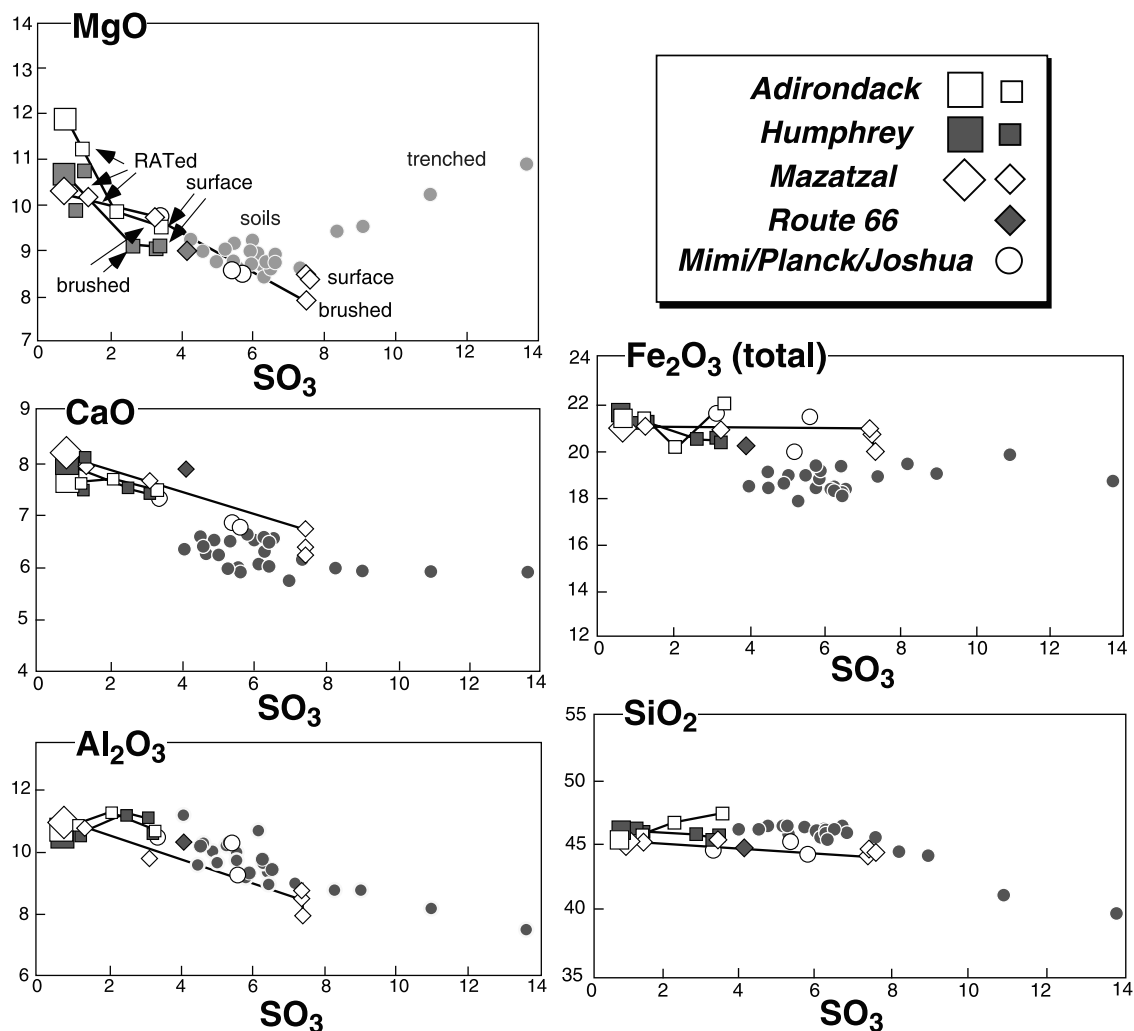 MgO
14
13
12
11
10
9
8
7
RATed
surface
trenched
soils
brushed
surface
brushed
0 2 4 6 8 10 12 14
SO3
Adirondack
Humphrey
Mazatzal
Route 66
Mimi/Planck/Joshua
Fe2O3 (total)
24
22
20
18
16
14
12
0 2 4 6 8 10 12 14
SO3
CaO
9
8
7
6
5
4
0 2 4 6 8 10 12 14
SO3
SiO2
55
50
45
40
35
0 2 4 6 8 10 12 14
SO3
Al2O3
12
10
8
6
0 2 4 6 8 10 12 14
SO3